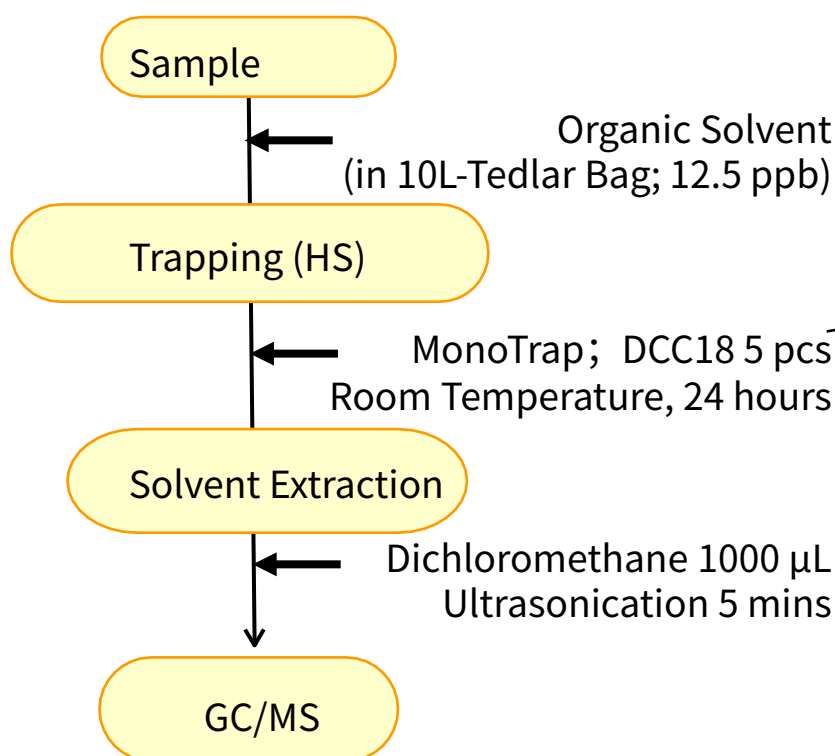 Sample
Organic Solvent
(in 10L-Tedlar Bag; 12.5 ppb)
Trapping (HS)
MonoTrap；DCC18 5 pcs
Room Temperature, 24 hours
Solvent Extraction
Dichloromethane 1000 µL
Ultrasonication 5 mins
GC/MS